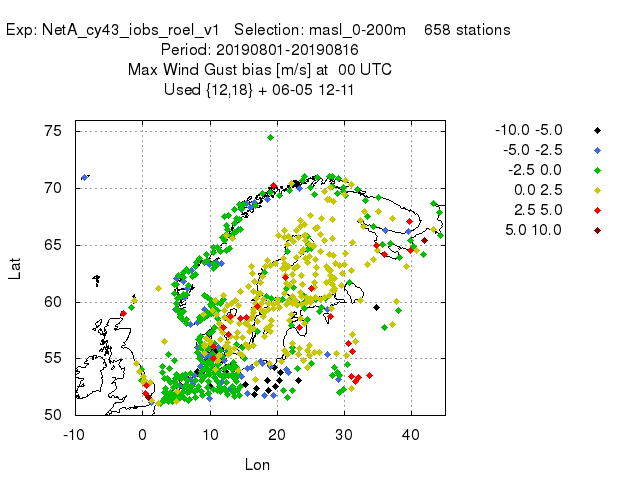 Exp: NetA_cy43_iobs_roel_v1 Selection: masl_0-200m 658 stations
Period: 20190801-20190816
Max Wind Gust bias [m/s] at 00 UTC
Used {12,18} + 06-05 12-11
-10.0 -5.0
-5.0 -2.5
-2.5 0.0
0.0 2.5
2.5 5.0
5.0 10.0
75
70
65
60
55
50
Lat
-10 0 10 20 30 40
Lon